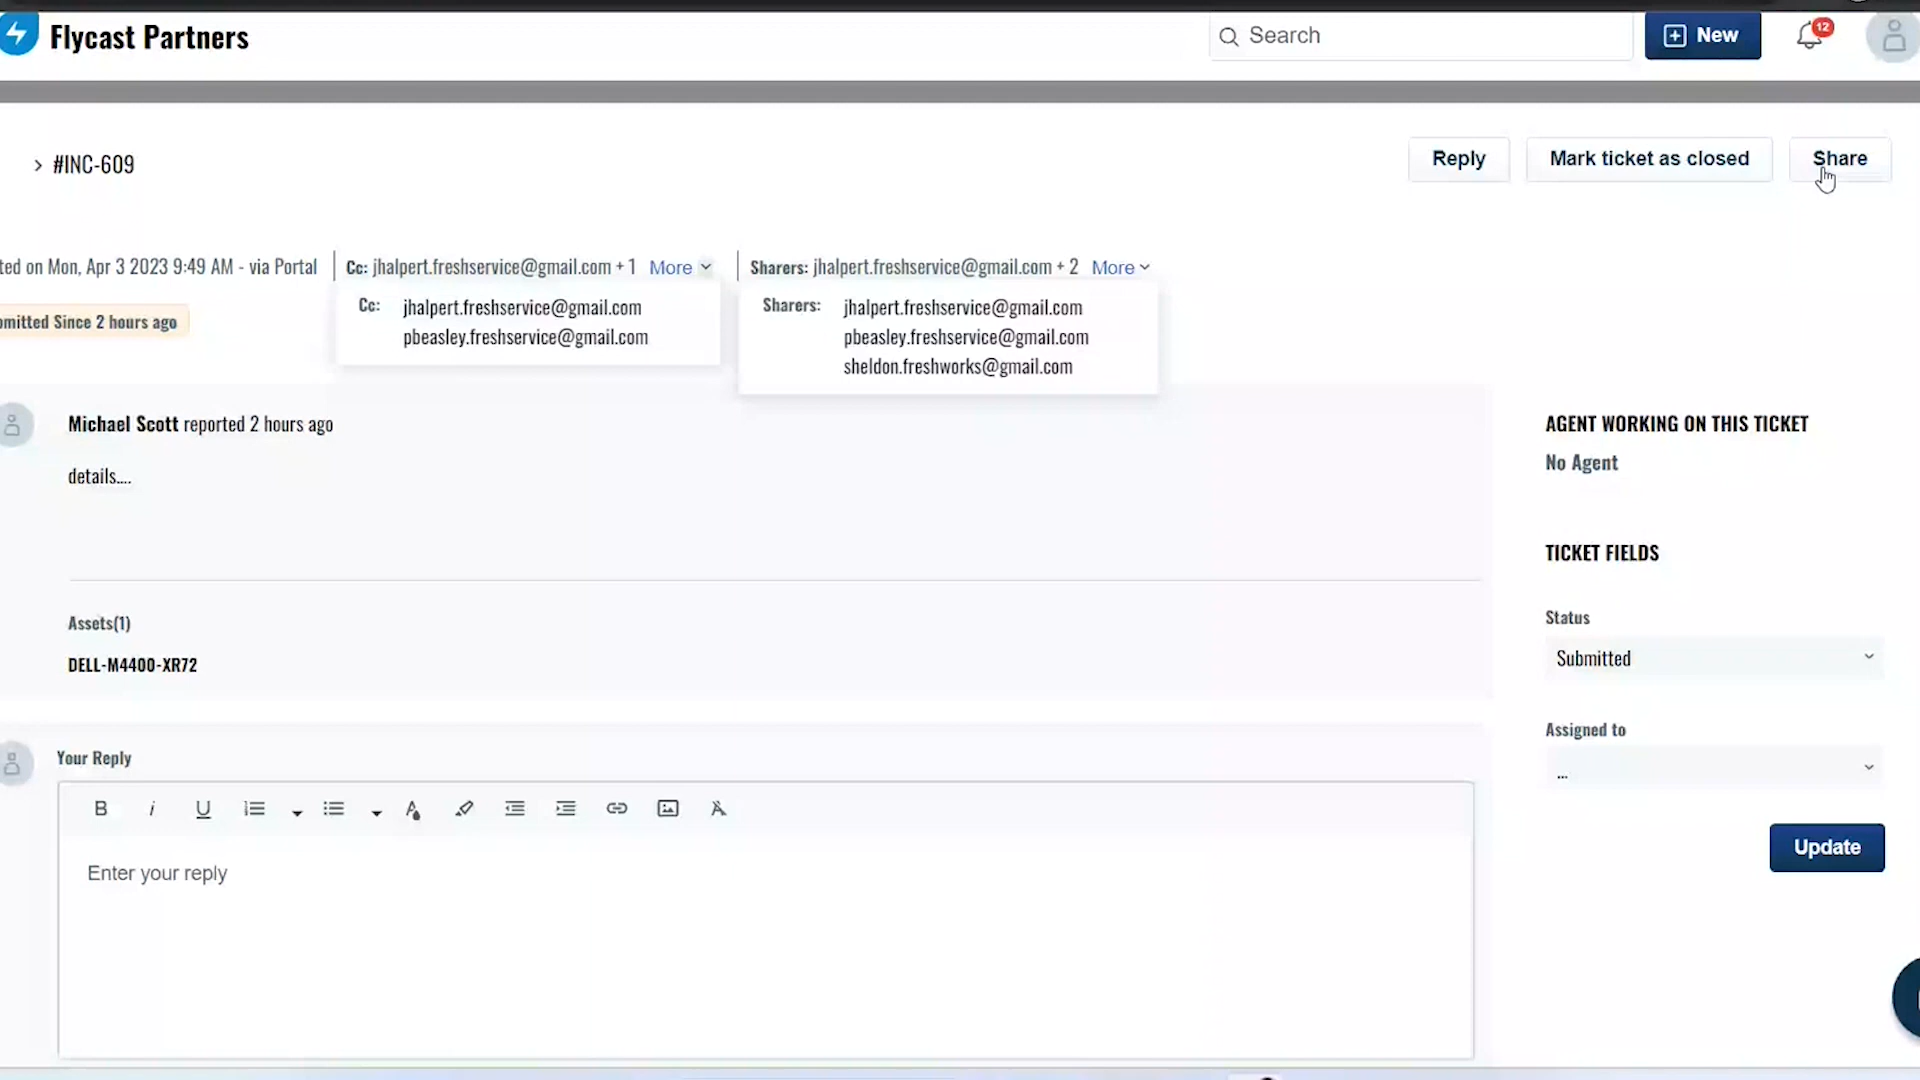 Flycast Partners
Search
New
12
#INC-609
Reply
Mark ticket as closed
Share
ted on Mon, Apr 3 2023 9:49 AM - via Portal
Cc: jhalpert.freshservice@gmail.com + 1 More
Sharers: jhalpert.freshservice@gmail.com + 2 More
Cc: jhalpert.freshservice@gmail.com
pbeasley.freshservice@gmail.com
Sharers: jhalpert.freshservice@gmail.com
pbeasley.freshservice@gmail.com
sheldon.freshworks@gmail.com
mitted Since 2 hours ago
Michael Scott reported 2 hours ago
details....
AGENT WORKING ON THIS TICKET
No Agent
TICKET FIELDS
Status
Submitted
Assigned to
...
Update
Assets(1)
DELL-M4400-XR72
Your Reply
B i U A
Enter your reply